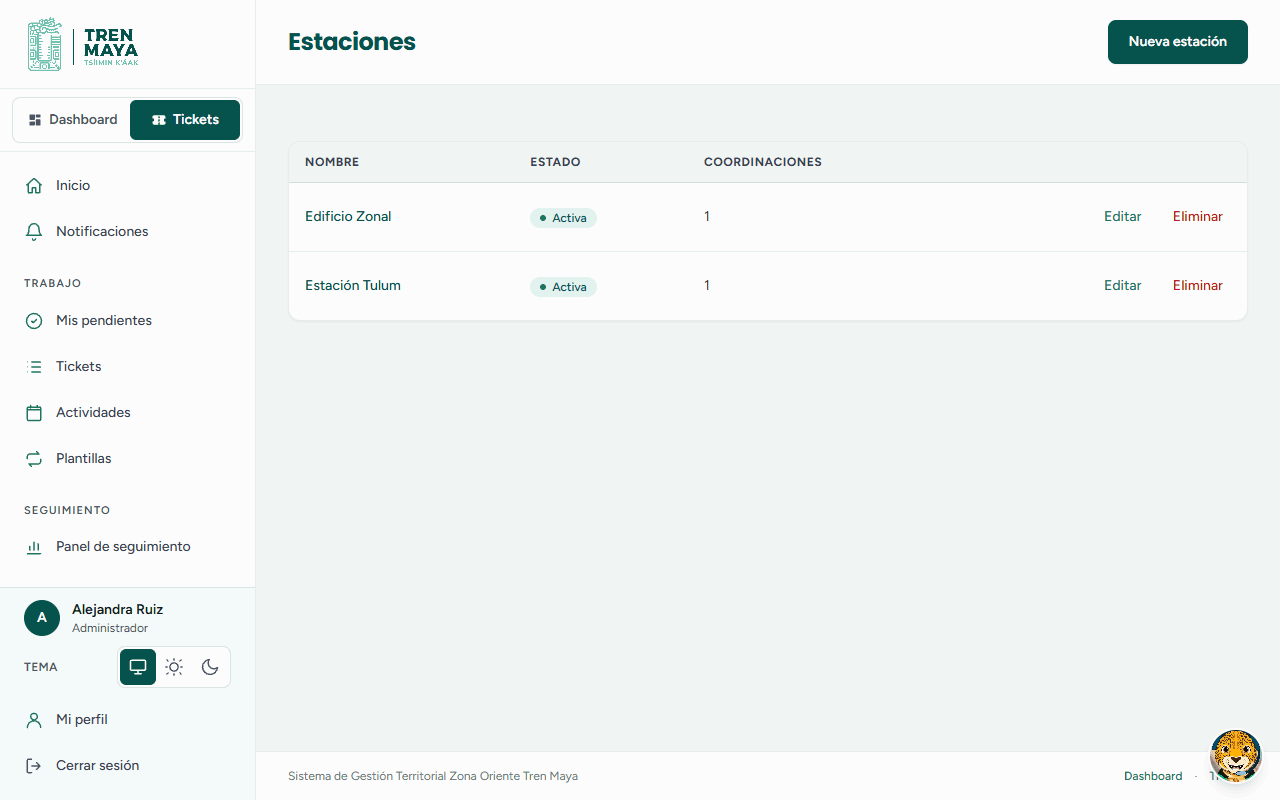 TREN
MAYA
TSÍIMIN K'ÁAK
Dashboard
Tickets
Inicio
Notificaciones
TRABAJO
Mis pendientes
Tickets
Actividades
Plantillas
SEGUIMIENTO
Panel de seguimiento
A
Alejandra Ruiz
Administrador
TEMA
Mi perfil
Cerrar sesión
Estaciones
Nueva estación
NOMBRE ESTADO COORDINACIONES
Edificio Zonal Activa 1 Editar Eliminar
Estación Tulum Activa 1 Editar Eliminar
Sistema de Gestión Territorial Zona Oriente Tren Maya
Dashboard ·